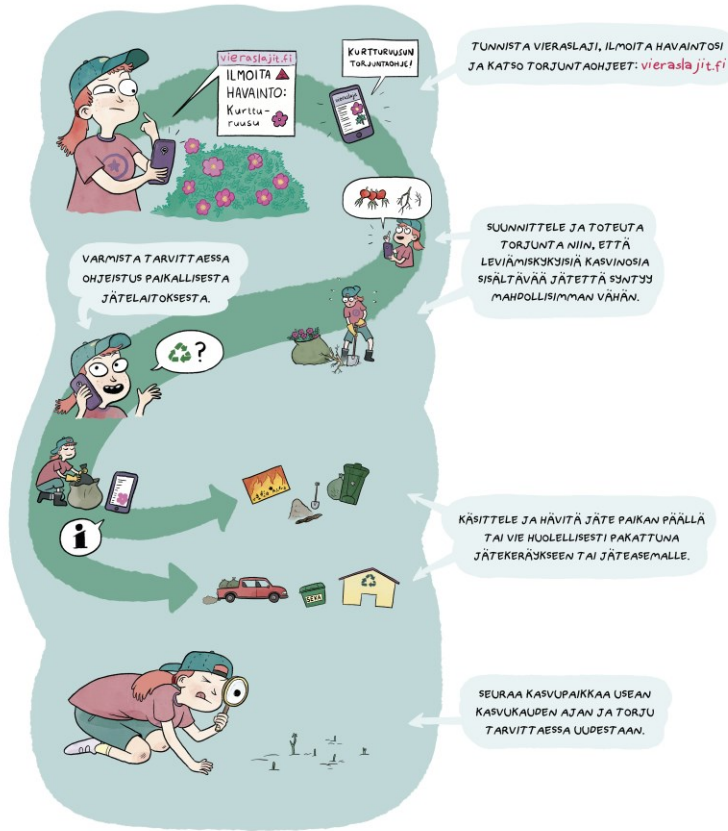 vieraslajit.fi
ILMOITA
HAVAINTO:
Kurttu-
ruusu
KURTTURUUSUN
TORJUNTAOHJE!
vieraslajit
TUNNISTA VIERASLAJI, ILMOITA HAVAINTOSI
JA KATSO TORJUNTAOHJEET: vieraslajit.fi
SUUNNITTELE JA TOTEUTA
TORJUNTA NIIN, ETTÄ
LEVIÄMISKYKYISIÄ KASVINOSIA
SISÄLTÄVÄÄ JÄTETTÄ SYNTYY
MAHDOLLISIMMAN VÄHÄN.
VARMISTA TARVITTAESSA
OHJEISTUS PAIKALLISESTA
JÄTELAITOKSESTA.
?
i
KÄSITTELE JA HÄVITÄ JÄTE PAIKAN PÄÄLLÄ
TAI VIE HUOLELLISESTI PAKATTUNA
JÄTEKERÄYKSEEN TAI JÄTEASEMALLE.
SEKA
SEURAA KASVUPAIKKAA USEAN
KASVUKAUDEN AJAN JA TORJU
TARVITTAESSA UUDESTAAN.